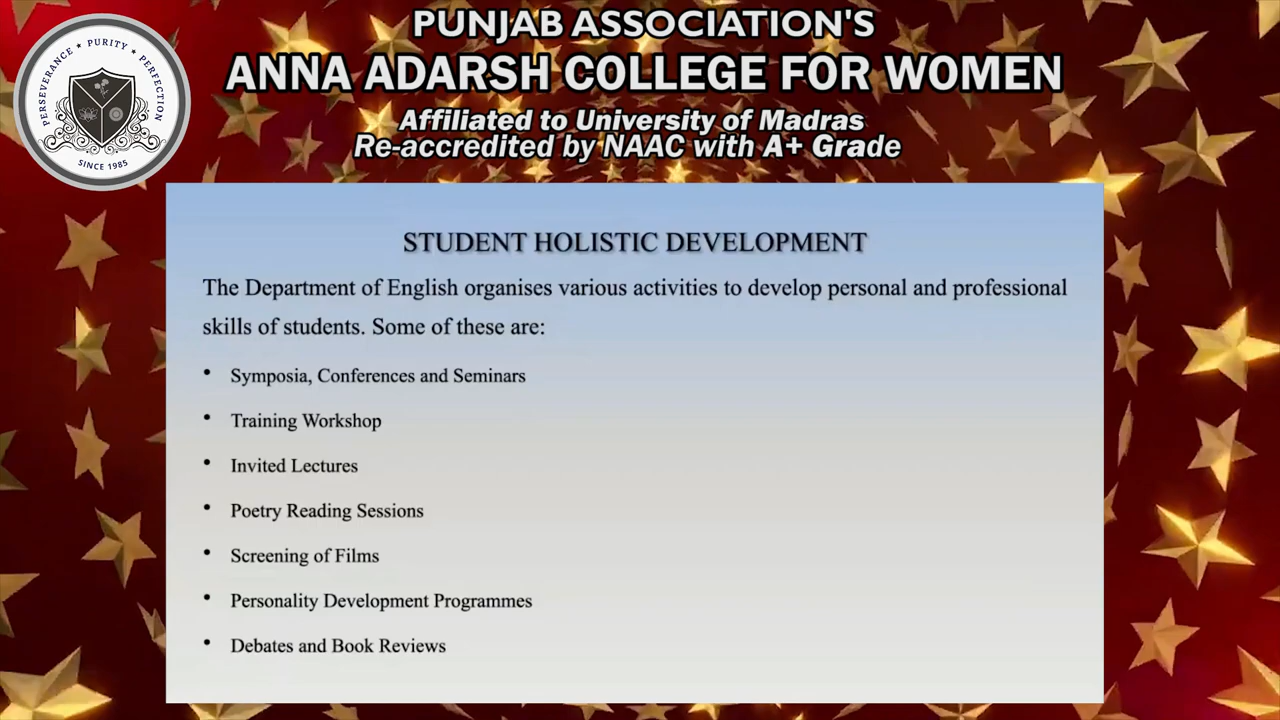 PUNJAB ASSOCIATION'S
ANNA ADARSH COLLEGE FOR WOMEN
Affiliated to University of Madras
Re-accredited by NAAC with A+ Grade
PERSEVERANCE ★ PURITY ★ PERFECTION
SINCE 1985
STUDENT HOLISTIC DEVELOPMENT
The Department of English organises various activities to develop personal and professional
skills of students. Some of these are:
• Symposia, Conferences and Seminars
• Training Workshop
• Invited Lectures
• Poetry Reading Sessions
• Screening of Films
• Personality Development Programmes
• Debates and Book Reviews